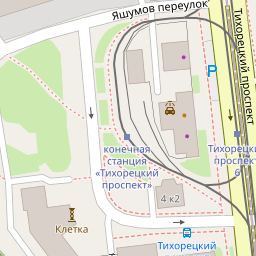 Яшумов переулок
Тихорецкий проспект
P
конечная
станция
«Тихорецкий
проспект»
Тихорецкий
проспект
6
4 к2
Клетка
Тихорецкий